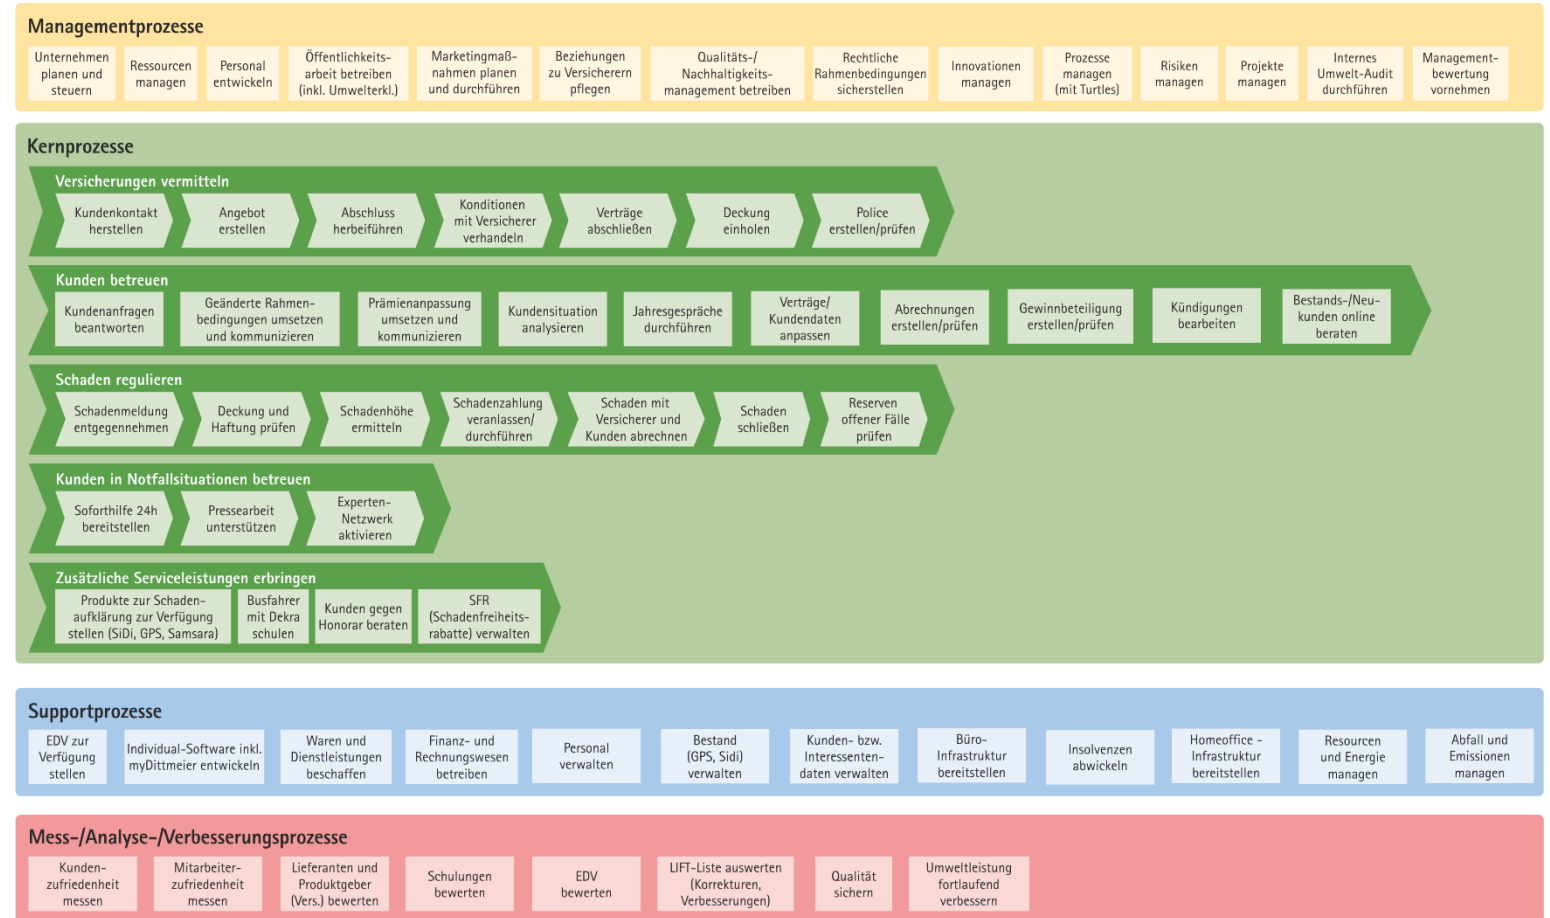 Managementprozesse
Unternehmen
planen und
steuern
Ressourcen
managen
Personal
entwickeln
Öffentlichkeits-
arbeit betreiben
(inkl. Umwelterkl.)
Marketingmaß-
nahmen planen
und durchführen
Beziehungen
zu Versicherern
pflegen
Qualitäts-/
Nachhaltigkeits-
management betreiben
Rechtliche
Rahmenbedingungen
sicherstellen
Innovationen
managen
Prozesse
managen
(mit Turtles)
Risiken
managen
Projekte
managen
Internes
Umwelt-Audit
durchführen
Management-
bewertung
vornehmen
Kernprozesse
Versicherungen vermitteln
Kundenkontakt
herstellen
Angebot
erstellen
Abschluss
herbeiführen
Konditionen
mit Versicherer
verhandeln
Verträge
abschließen
Deckung
einholen
Police
erstellen/prüfen
Kunden betreuen
Kundenanfragen
beantworten
Geänderte Rahmen-
bedingungen umsetzen
und kommunizieren
Prämienanpassung
umsetzen und
kommunizieren
Kundensituation
analysieren
Jahresgespräche
durchführen
Verträge/
Kundendaten
anpassen
Abrechnungen
erstellen/prüfen
Gewinnbeteiligung
erstellen/prüfen
Kündigungen
bearbeiten
Bestands-/Neu-
kunden online
beraten
Schaden regulieren
Schadenmeldung
entgegennehmen
Deckung und
Haftung prüfen
Schadenhöhe
ermitteln
Schadenzahlung
veranlassen/
durchführen
Schaden mit
Versicherer und
Kunden abrechnen
Schaden
schließen
Reserven
offener Fälle
prüfen
Kunden in Notfallsituationen betreuen
Soforthilfe 24h
bereitstellen
Pressearbeit
unterstützen
Experten-
Netzwerk
aktivieren
Zusätzliche Serviceleistungen erbringen
Produkte zur Schaden-
aufklärung zur Verfügung
stellen (SiDi, GPS, Samsara)
Busfahrer
mit Dekra
schulen
Kunden gegen
Honorar beraten
SFR
(Schadenfreiheits-
rabatte) verwalten
Supportprozesse
EDV zur
Verfügung
stellen
Individual-Software inkl.
myDittmeier entwickeln
Waren und
Dienstleistungen
beschaffen
Finanz- und
Rechnungswesen
betreiben
Personal
verwalten
Bestand
(GPS, Sidi)
verwalten
Kunden- bzw.
Interessenten-
daten verwalten
Büro-
Infrastruktur
bereitstellen
Insolvenzen
abwickeln
Homeoffice -
Infrastruktur
bereitstellen
Resourcen
und Energie
managen
Abfall und
Emissionen
managen
Mess-/Analyse-/Verbesserungsprozesse
Kunden-
zufriedenheit
messen
Mitarbeiter-
zufriedenheit
messen
Lieferanten und
Produktgeber
(Vers.) bewerten
Schulungen
bewerten
EDV
bewerten
LIFT-Liste auswerten
(Korrekturen,
Verbesserungen)
Qualität
sichern
Umweltleistung
fortlaufend
verbessern